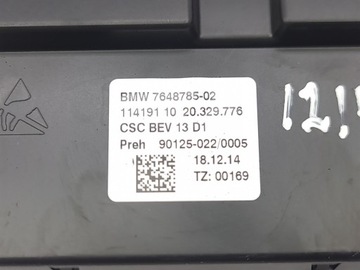 BMW 7648785-02
114191 10 20.329.776
CSC BEV 13 D1
Preh 90125-022/0005
18.12.14
TZ: 00169